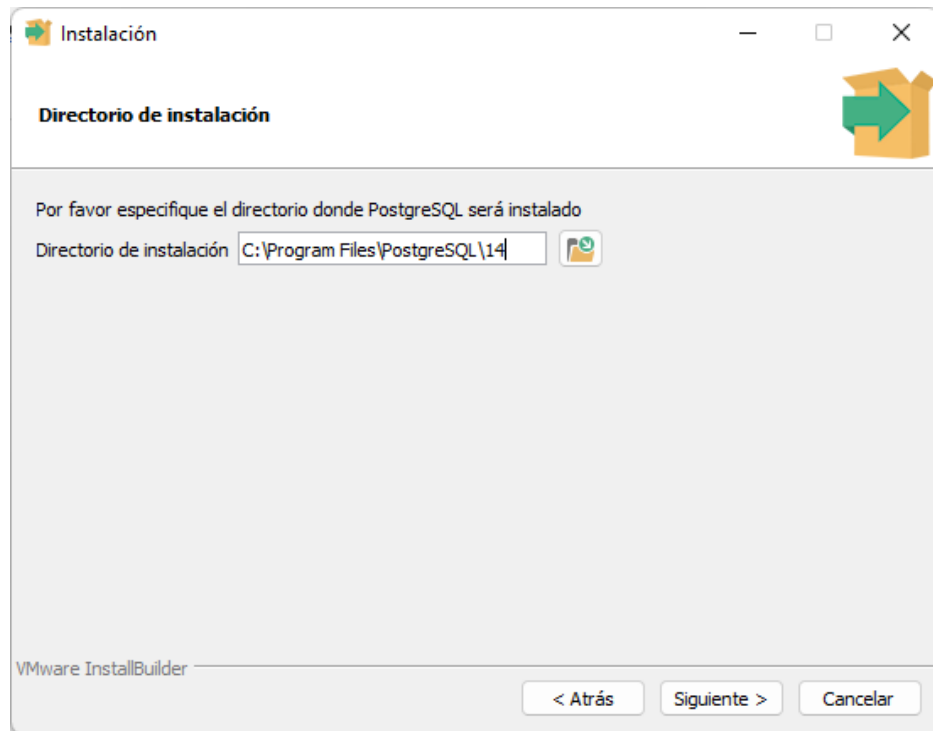 Instalación
Directorio de instalación
Por favor especifique el directorio donde PostgreSQL será instalado
Directorio de instalación C:\Program Files\PostgreSQL\14
VMware InstallBuilder
< Atrás Siguiente > Cancelar